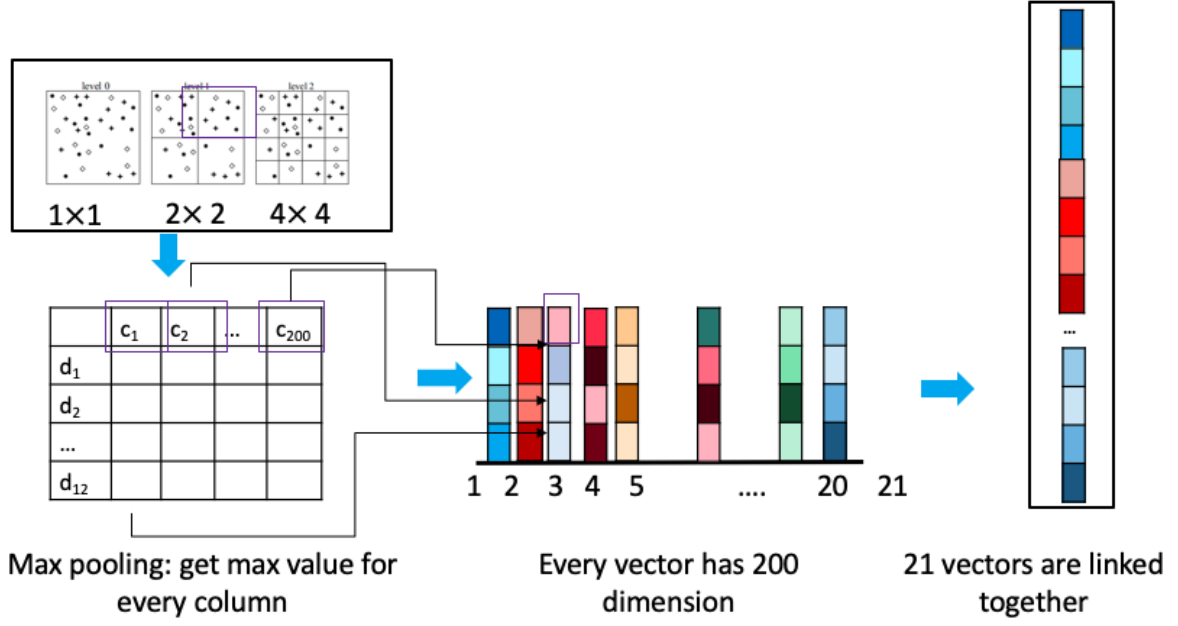 level 0
level 1
level 2
1×1
2× 2
4× 4
c1
c2
...
c200
d1
d2
...
d12
1 2 3 4 5 .... 20 21
...
Max pooling: get max value for
every column
Every vector has 200
dimension
21 vectors are linked
together